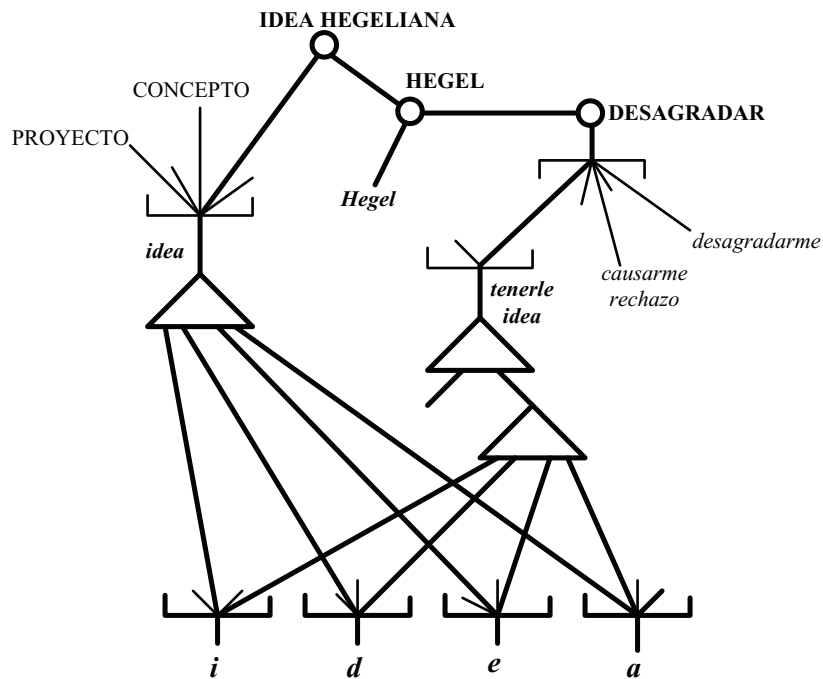 IDEA HEGELIANA
HEGEL
CONCEPTO
DESAGRADAR
PROYECTO
Hegel
desagradarme
idea
causarme
rechazo
tenerle
idea
i
d
e
a